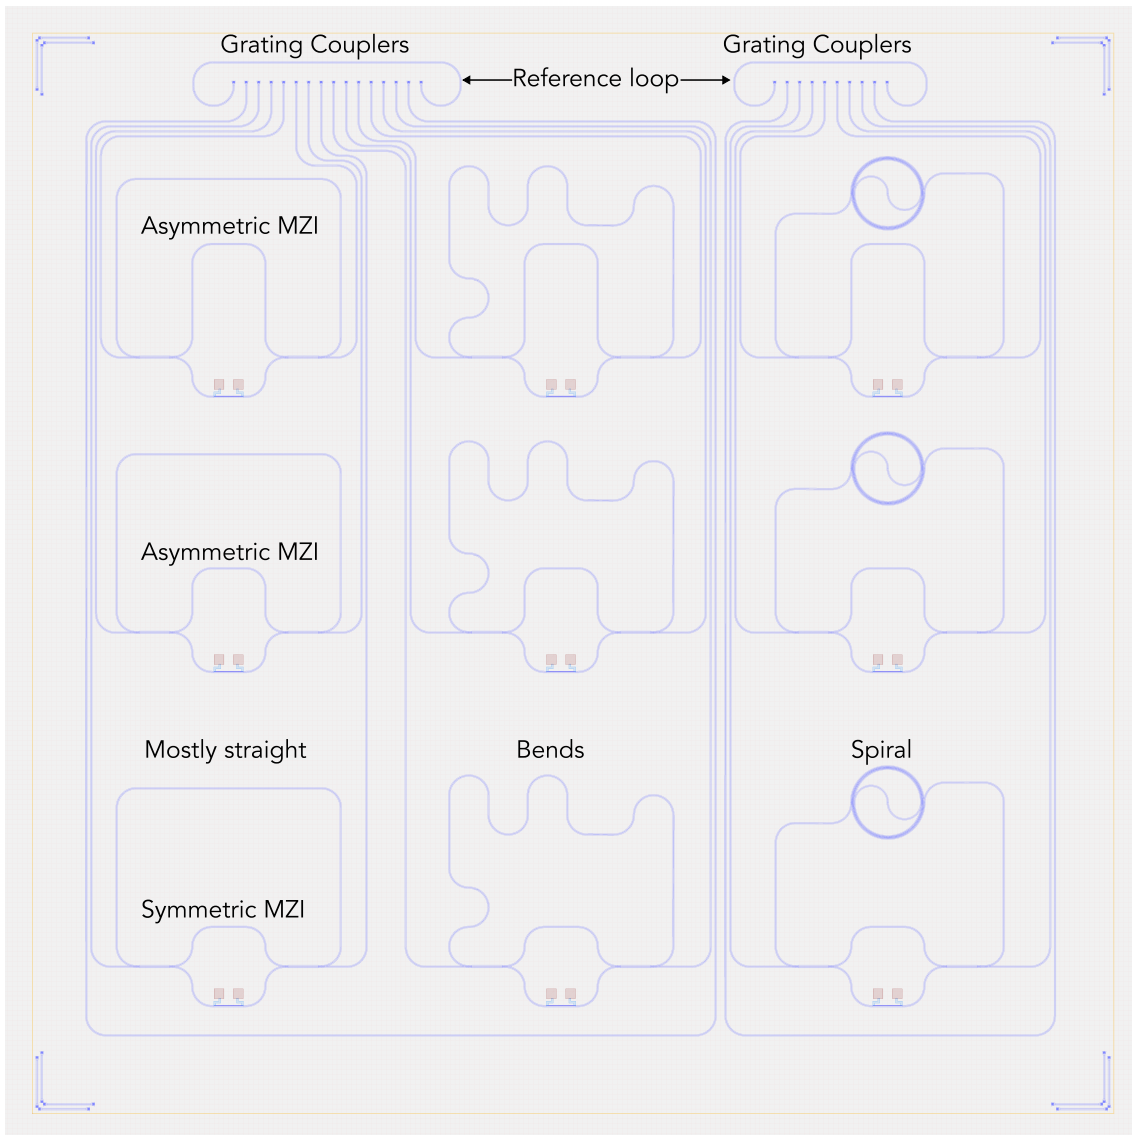 Grating Couplers
Grating Couplers
Reference loop
Asymmetric MZI
Asymmetric MZI
Mostly straight
Bends
Spiral
Symmetric MZI